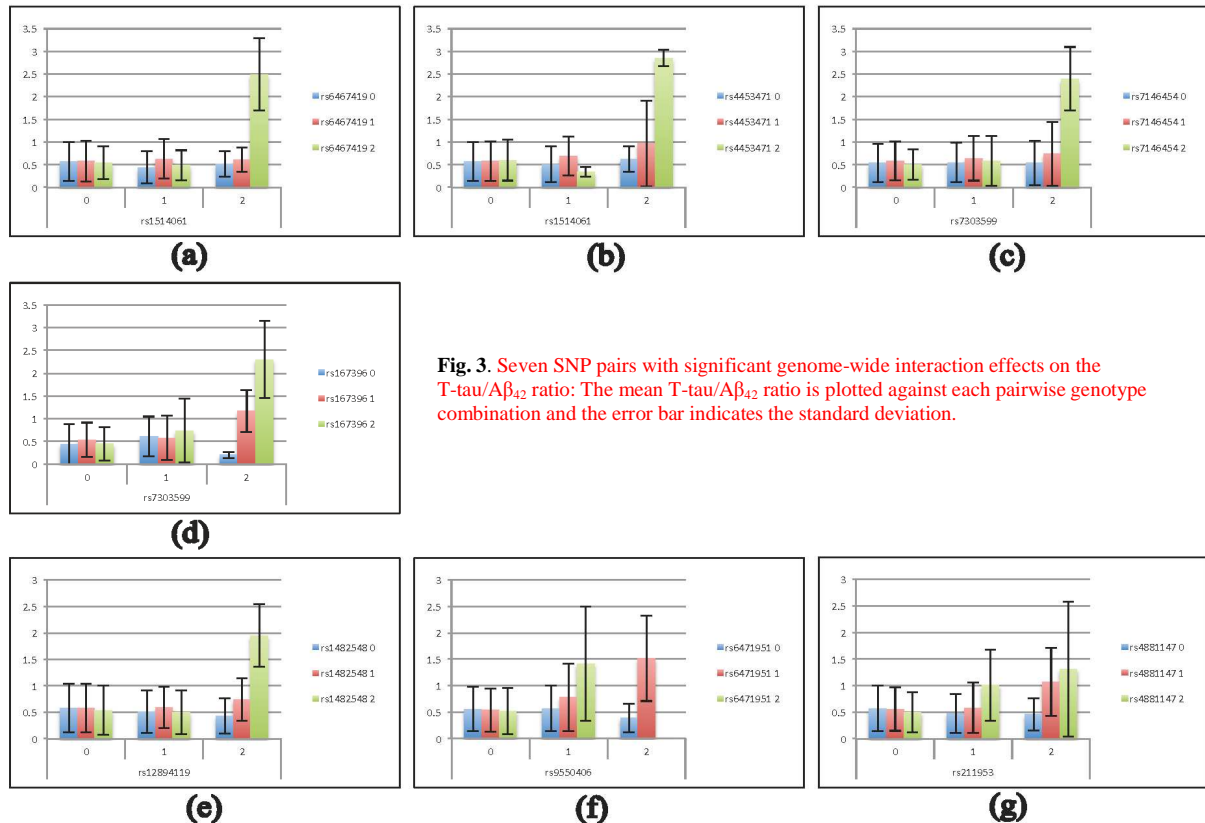 3.5
3
2.5
2
1.5
1
0.5
0
0 1 2
rs1514061
rs6467419 0
rs6467419 1
rs6467419 2
(a)
3.5
3
2.5
2
1.5
1
0.5
0
0 1 2
rs1514061
rs4453471 0
rs4453471 1
rs4453471 2
(b)
3.5
3
2.5
2
1.5
1
0.5
0
0 1 2
rs7303599
rs7146454 0
rs7146454 1
rs7146454 2
(c)
3.5
3
2.5
2
1.5
1
0.5
0
0 1 2
rs7303599
rs167396 0
rs167396 1
rs167396 2
(d)
Fig. 3. Seven SNP pairs with significant genome-wide interaction effects on the
T-tau/Aβ42 ratio: The mean T-tau/Aβ42 ratio is plotted against each pairwise genotype
combination and the error bar indicates the standard deviation.
3
2.5
2
1.5
1
0.5
0
0 1 2
rs12894119
rs1482548 0
rs1482548 1
rs1482548 2
(e)
3
2.5
2
1.5
1
0.5
0
0 1 2
rs9550406
rs6471951 0
rs6471951 1
rs6471951 2
(f)
3
2.5
2
1.5
1
0.5
0
0 1 2
rs211953
rs4881147 0
rs4881147 1
rs4881147 2
(g)